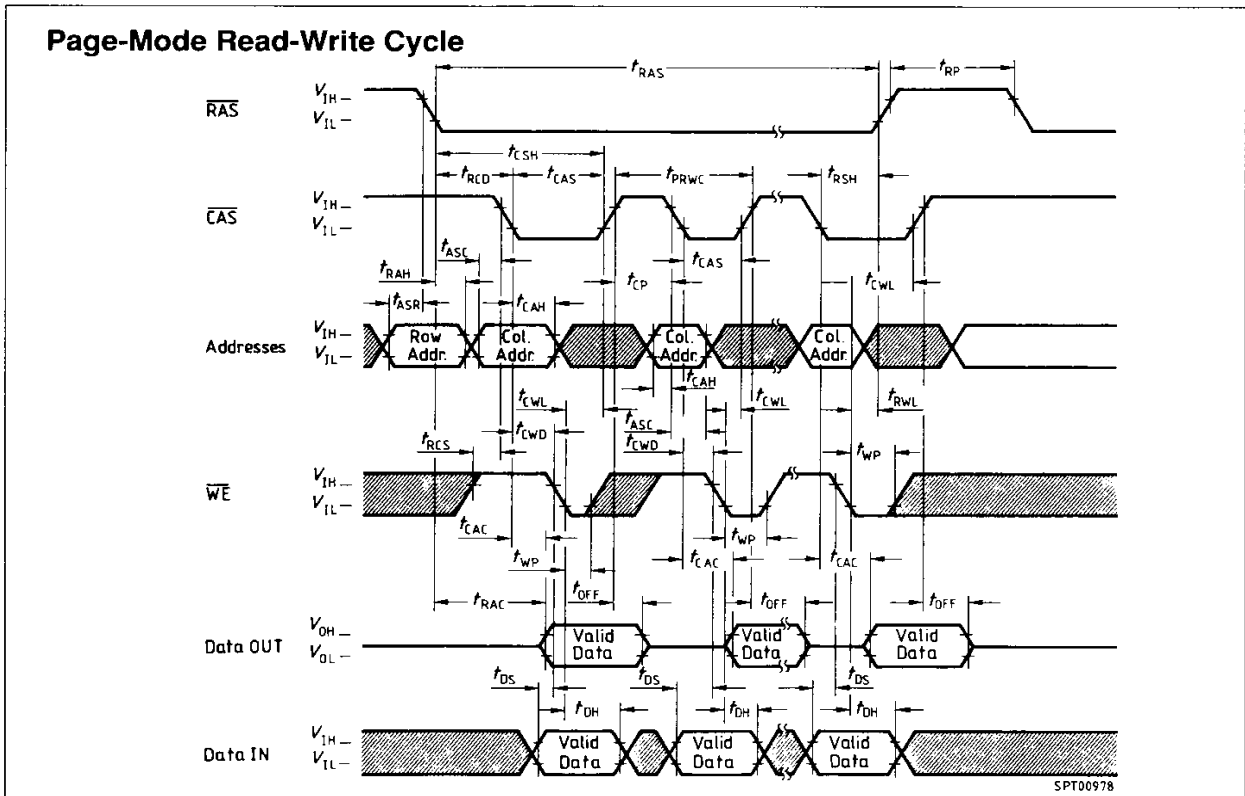 Page-Mode Read-Write Cycle
tRAS
tRP
RAS
VIH
VIL
tCSH
tRCD
tCAS
tPRWC
tRSH
CAS
VIH
VIL
tASC
tRAH
tCAS
tCP
tCWL
tASR
tCAH
Addresses
VIH
VIL
Row
Addr.
Col.
Addr.
Col.
Addr.
Col.
Addr.
tCAH
tCWL
tASC
tCWL
tRWL
tCWD
tCWD
tRCS
tWP
WE
VIH
VIL
tCAC
tWP
tWP
tCAC
tCAC
tOFF
tOFF
tOFF
tRAC
Data OUT
VOH
VOL
Valid
Data
Valid
Data
Valid
Data
tDS
tDS
tDS
tDH
tDH
tDH
Data IN
VIH
VIL
Valid
Data
Valid
Data
Valid
Data
SPT00978